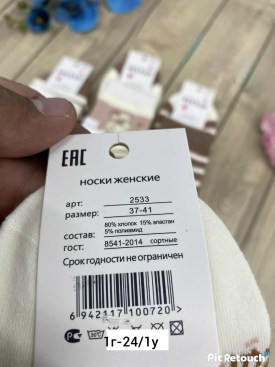 EAC
носки женские
арт: 2533
размер: 37-41
состав: 80% хлопок 15% эластан 5% полиамид
гост: 8541-2014 сортные
Срок годности не ограничен
6 942117 100720 >
1г-24/1у
PicRetouch